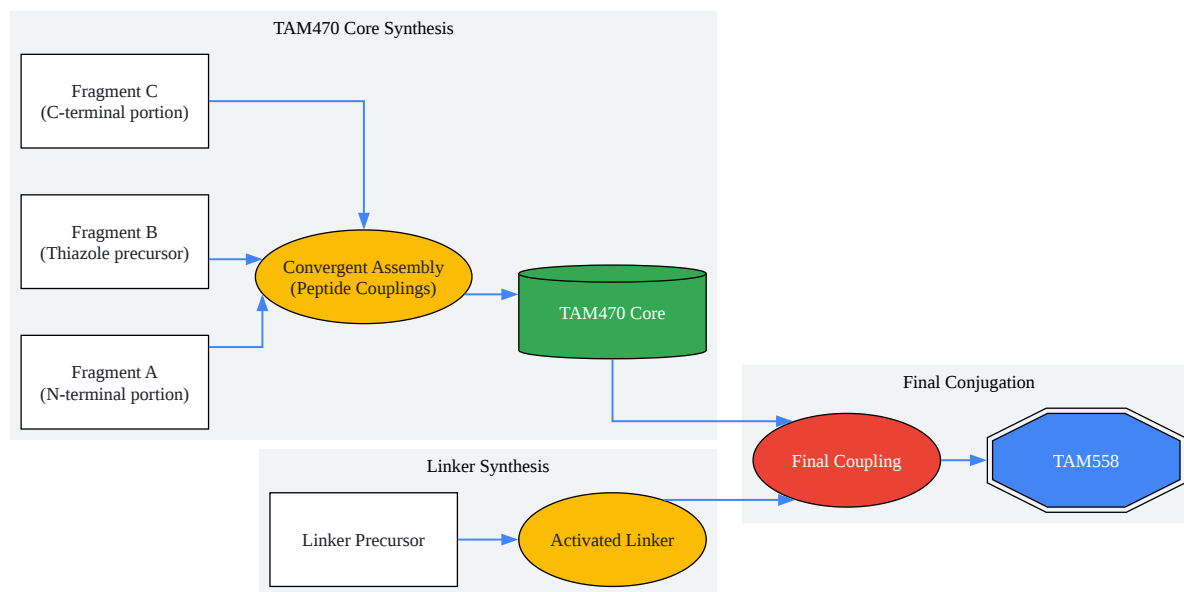 TAM470 Core Synthesis
Fragment C
(C-terminal portion)
Fragment B
(Thiazole precursor)
Fragment A
(N-terminal portion)
Convergent Assembly
(Peptide Couplings)
TAM470 Core
Linker Synthesis
Linker Precursor
Activated Linker
Final Conjugation
Final Coupling
TAM558